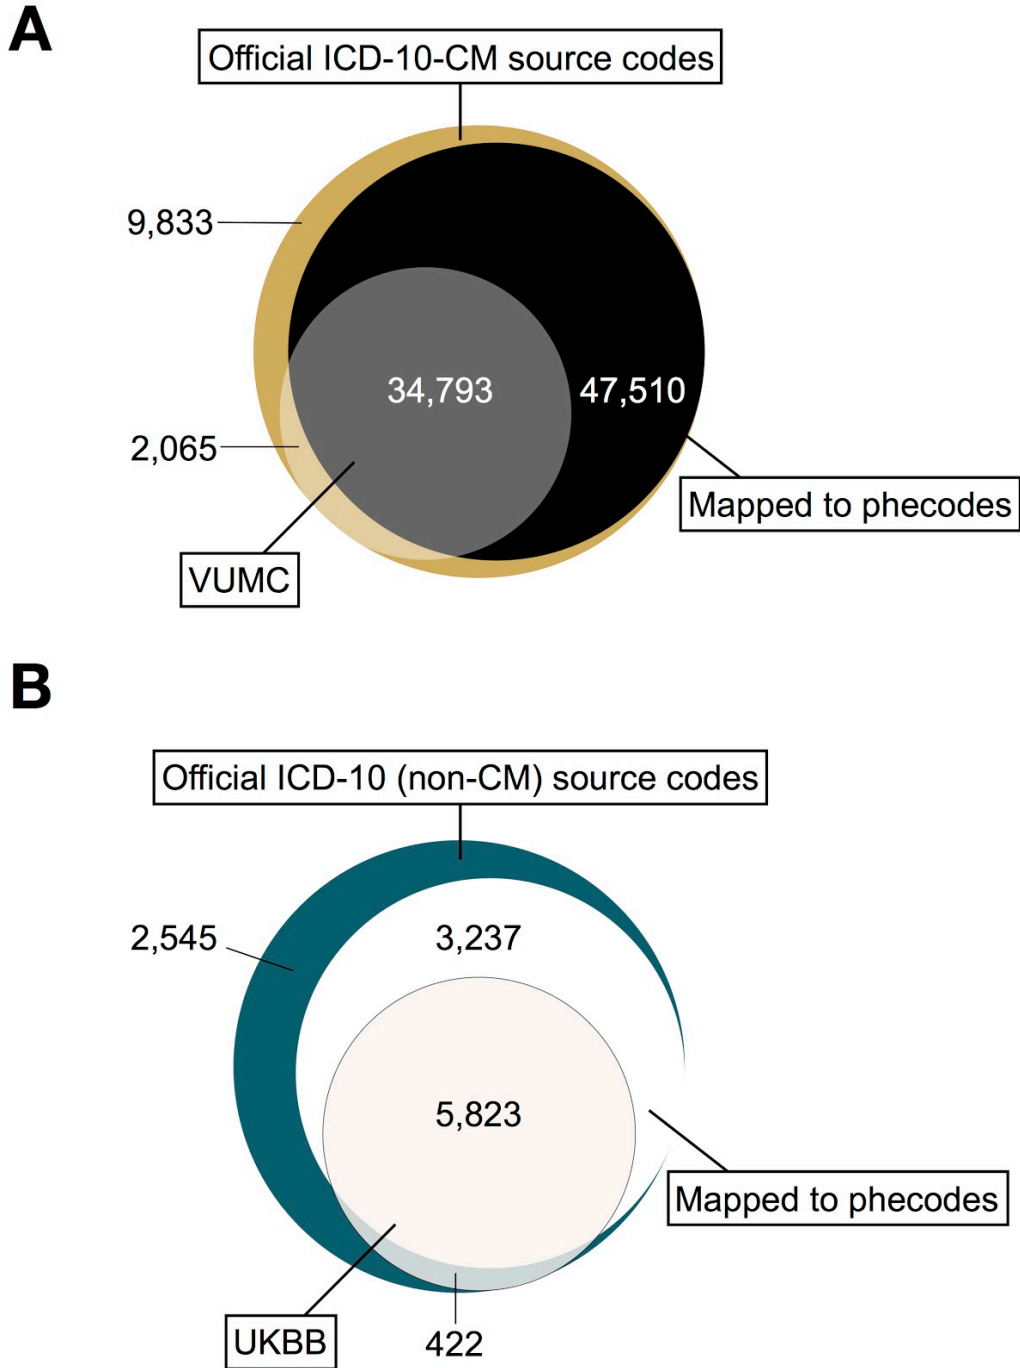 A
Official ICD-10-CM source codes
9,833
34,793
47,510
2,065
Mapped to phecodes
VUMC
B
Official ICD-10 (non-CM) source codes
2,545
3,237
5,823
Mapped to phecodes
UKBB
422